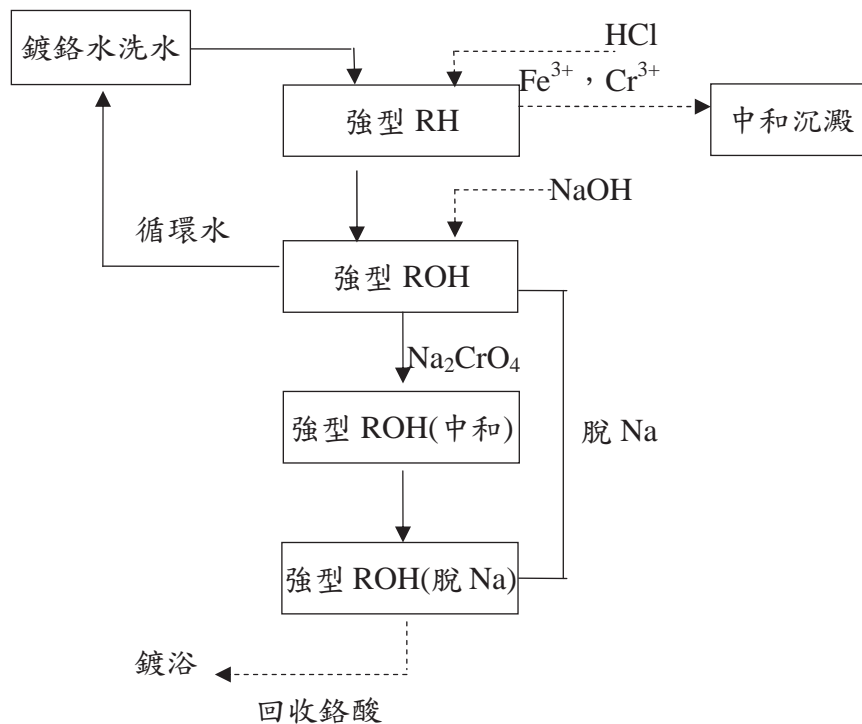 鍍鉻水洗水
HCl
Fe³⁺，Cr³⁺
強型 RH
中和沉澱
NaOH
循環水
強型 ROH
Na₂CrO₄
強型 ROH(中和)
脫 Na
強型 ROH(脫 Na)
鍍浴
回收鉻酸